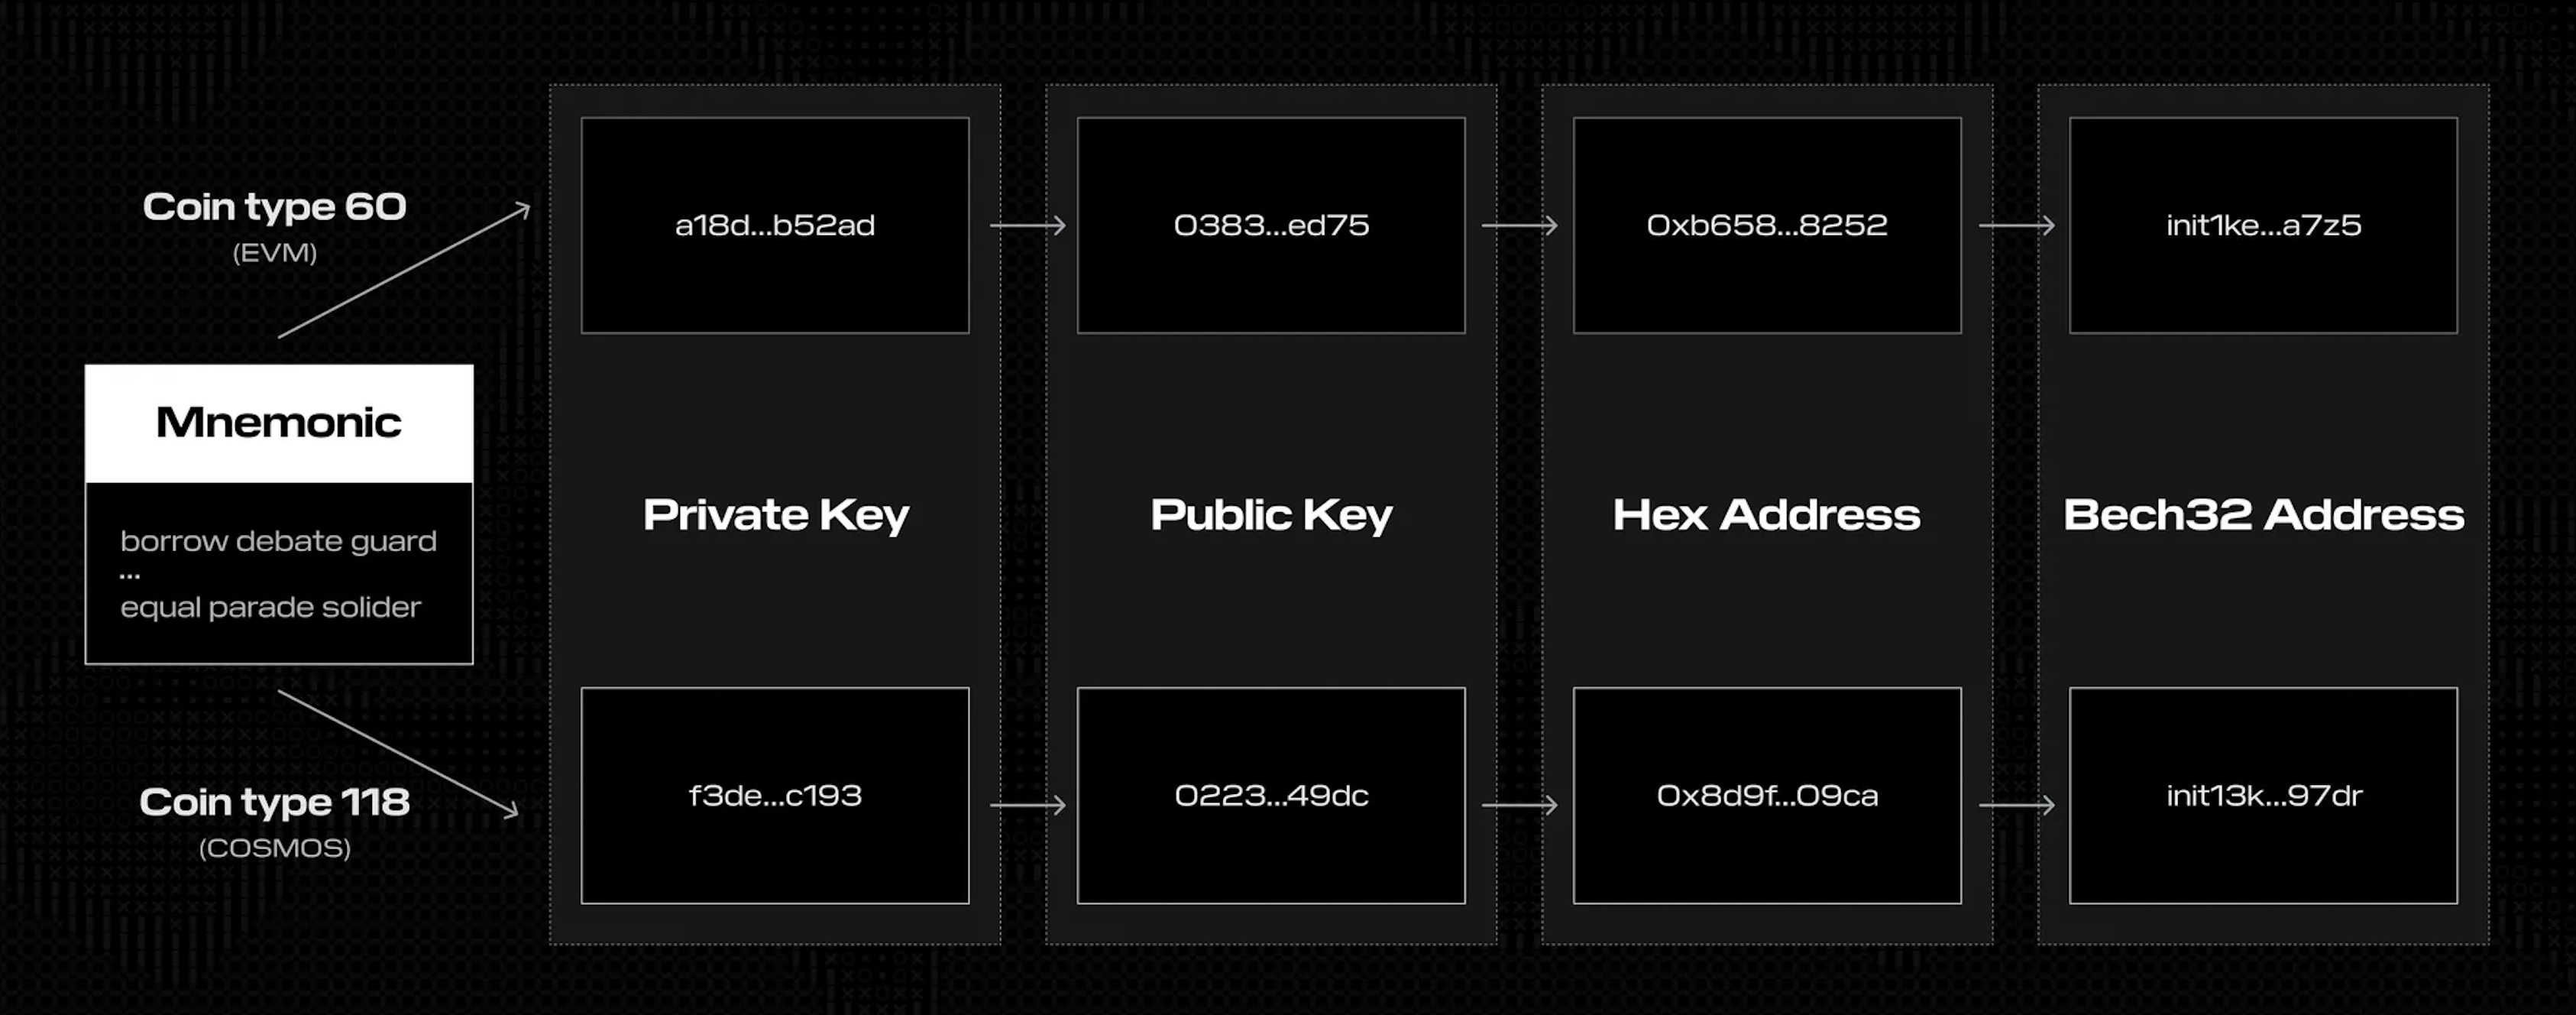 Coin type 60
(EVM)
Mnemonic
borrow debate guard
...
equal parade solider
Coin type 118
(COSMOS)
a18d...b52ad
Private Key
f3de...c193
0383...ed75
Public Key
0223...49dc
0xb658...8252
Hex Address
0x8d9f...09ca
init1ke...a7z5
Bech32 Address
init13k...97dr